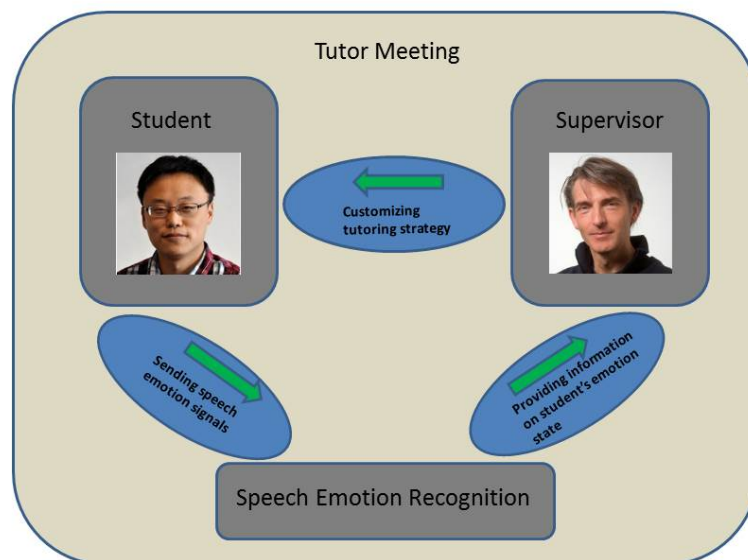 Tutor Meeting
Student
Supervisor
Customizing
tutoring strategy
Sending speech
emotion signals
Providing information
on student's emotion
state
Speech Emotion Recognition